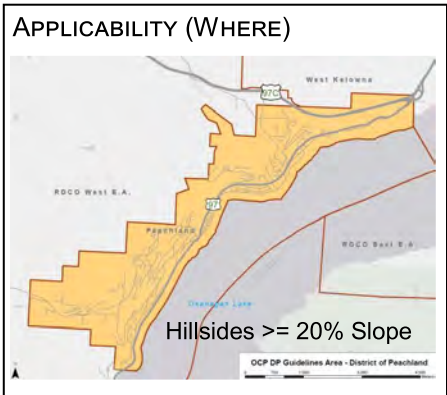 APPLICABILITY (WHERE)
West Kelowna
97C
RDCO West E.A.
97
Peachland
RDCO East E.A.
Okanagan Lake
Hillsides >= 20% Slope
OCP DP Guidelines Area - District of Peachland